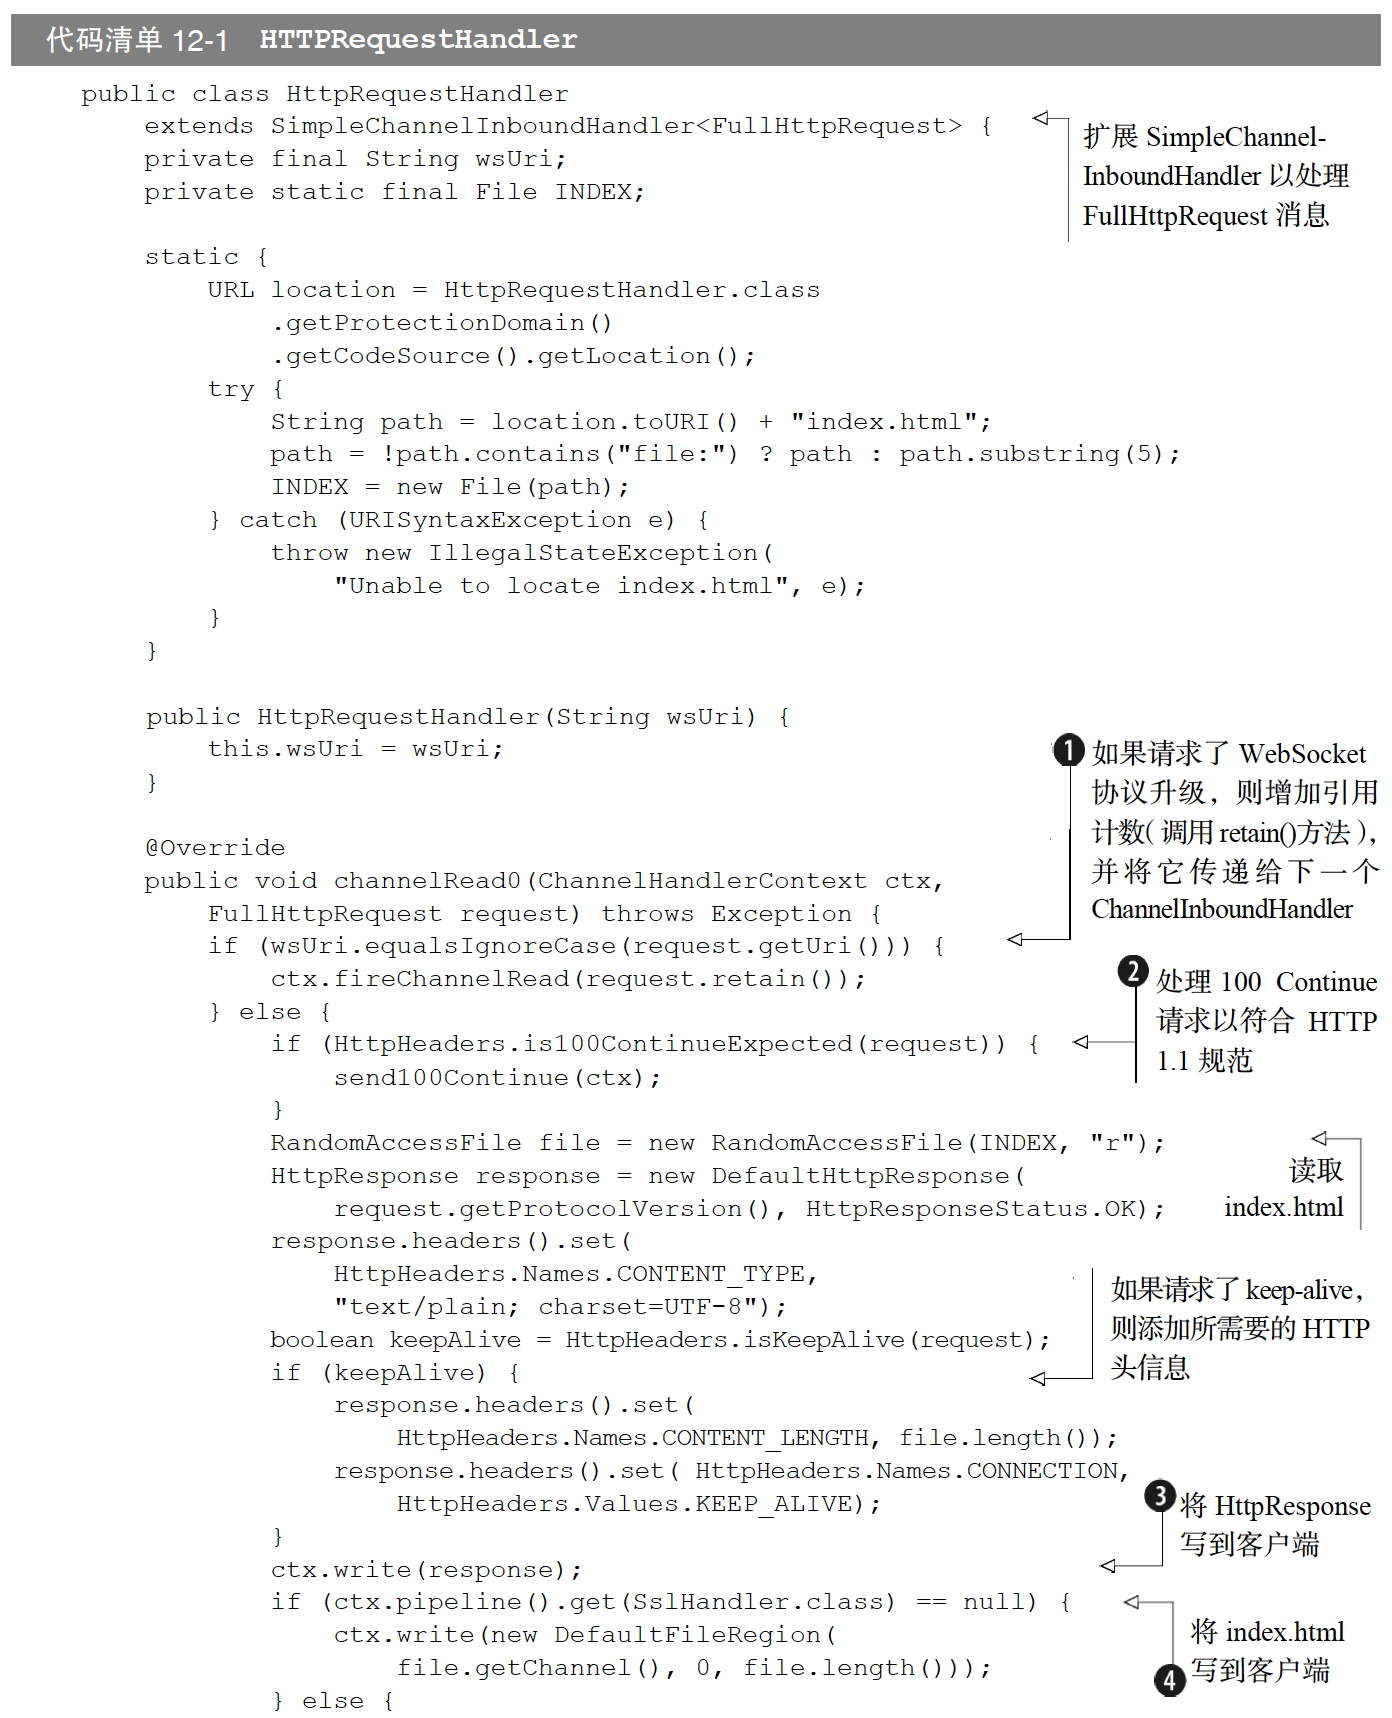 代码清单 12-1 HTTPRequestHandler
public class HttpRequestHandler
extends SimpleChannelInboundHandler<FullHttpRequest> {
private final String wsUri;
private static final File INDEX;
扩展 SimpleChannel-
InboundHandler 以处理
FullHttpRequest 消息
static {
URL location = HttpRequestHandler.class
.getProtectionDomain()
.getCodeSource().getLocation();
try {
String path = location.toURI() + "index.html";
path = !path.contains("file:") ? path : path.substring(5);
INDEX = new File(path);
} catch (URISyntaxException e) {
throw new IllegalStateException(
"Unable to locate index.html", e);
}
}
public HttpRequestHandler(String wsUri) {
this.wsUri = wsUri;
}
❶ 如果请求了 WebSocket
协议升级，则增加引用
计数（调用 retain()方法），
并将它传递给下一个
ChannelInboundHandler
@Override
public void channelRead0(ChannelHandlerContext ctx,
FullHttpRequest request) throws Exception {
if (wsUri.equalsIgnoreCase(request.getUri())) {
ctx.fireChannelRead(request.retain());
} else {
❷ 处理 100 Continue
请求以符合 HTTP
1.1 规范
if (HttpHeaders.is100ContinueExpected(request)) {
send100Continue(ctx);
}
RandomAccessFile file = new RandomAccessFile(INDEX, "r");
读取
index.html
HttpResponse response = new DefaultHttpResponse(
request.getProtocolVersion(), HttpResponseStatus.OK);
response.headers().set(
HttpHeaders.Names.CONTENT_TYPE,
"text/plain; charset=UTF-8");
boolean keepAlive = HttpHeaders.isKeepAlive(request);
如果请求了 keep-alive，
则添加所需要的 HTTP
头信息
if (keepAlive) {
response.headers().set(
HttpHeaders.Names.CONTENT_LENGTH, file.length());
response.headers().set( HttpHeaders.Names.CONNECTION,
HttpHeaders.Values.KEEP_ALIVE);
}
❸ 将 HttpResponse
写到客户端
ctx.write(response);
if (ctx.pipeline().get(SslHandler.class) == null) {
ctx.write(new DefaultFileRegion(
file.getChannel(), 0, file.length()));
} else {
将 index.html
❹ 写到客户端